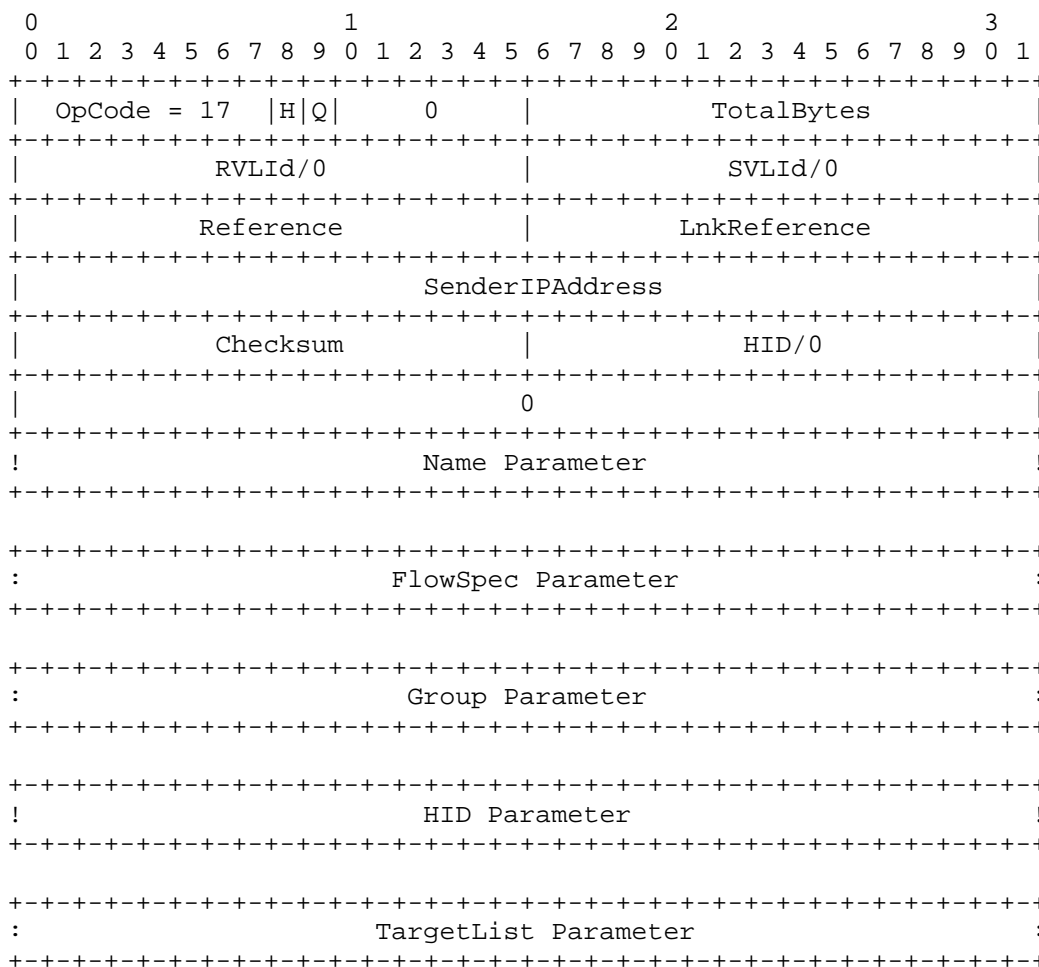 0                   1                   2                   3
 0 1 2 3 4 5 6 7 8 9 0 1 2 3 4 5 6 7 8 9 0 1 2 3 4 5 6 7 8 9 0 1
+-+-+-+-+-+-+-+-+-+-+-+-+-+-+-+-+-+-+-+-+-+-+-+-+-+-+-+-+-+-+-+-+
|  OpCode = 17  |H|Q|     0     |           TotalBytes          |
+-+-+-+-+-+-+-+-+-+-+-+-+-+-+-+-+-+-+-+-+-+-+-+-+-+-+-+-+-+-+-+-+
|            RVLId/0            |            SVLId/0            |
+-+-+-+-+-+-+-+-+-+-+-+-+-+-+-+-+-+-+-+-+-+-+-+-+-+-+-+-+-+-+-+-+
|           Reference           |         LnkReference          |
+-+-+-+-+-+-+-+-+-+-+-+-+-+-+-+-+-+-+-+-+-+-+-+-+-+-+-+-+-+-+-+-+
|                         SenderIPAddress                       |
+-+-+-+-+-+-+-+-+-+-+-+-+-+-+-+-+-+-+-+-+-+-+-+-+-+-+-+-+-+-+-+-+
|            Checksum           |             HID/0             |
+-+-+-+-+-+-+-+-+-+-+-+-+-+-+-+-+-+-+-+-+-+-+-+-+-+-+-+-+-+-+-+-+
|                               0                               |
+-+-+-+-+-+-+-+-+-+-+-+-+-+-+-+-+-+-+-+-+-+-+-+-+-+-+-+-+-+-+-+-+
!                         Name Parameter                        !
+-+-+-+-+-+-+-+-+-+-+-+-+-+-+-+-+-+-+-+-+-+-+-+-+-+-+-+-+-+-+-+-+
+-+-+-+-+-+-+-+-+-+-+-+-+-+-+-+-+-+-+-+-+-+-+-+-+-+-+-+-+-+-+-+-+
:                       FlowSpec Parameter                      :
+-+-+-+-+-+-+-+-+-+-+-+-+-+-+-+-+-+-+-+-+-+-+-+-+-+-+-+-+-+-+-+-+
+-+-+-+-+-+-+-+-+-+-+-+-+-+-+-+-+-+-+-+-+-+-+-+-+-+-+-+-+-+-+-+-+
:                        Group Parameter                        :
+-+-+-+-+-+-+-+-+-+-+-+-+-+-+-+-+-+-+-+-+-+-+-+-+-+-+-+-+-+-+-+-+
+-+-+-+-+-+-+-+-+-+-+-+-+-+-+-+-+-+-+-+-+-+-+-+-+-+-+-+-+-+-+-+-+
!                         HID Parameter                         !
+-+-+-+-+-+-+-+-+-+-+-+-+-+-+-+-+-+-+-+-+-+-+-+-+-+-+-+-+-+-+-+-+
+-+-+-+-+-+-+-+-+-+-+-+-+-+-+-+-+-+-+-+-+-+-+-+-+-+-+-+-+-+-+-+-+
:                      TargetList Parameter                     :
+-+-+-+-+-+-+-+-+-+-+-+-+-+-+-+-+-+-+-+-+-+-+-+-+-+-+-+-+-+-+-+-+